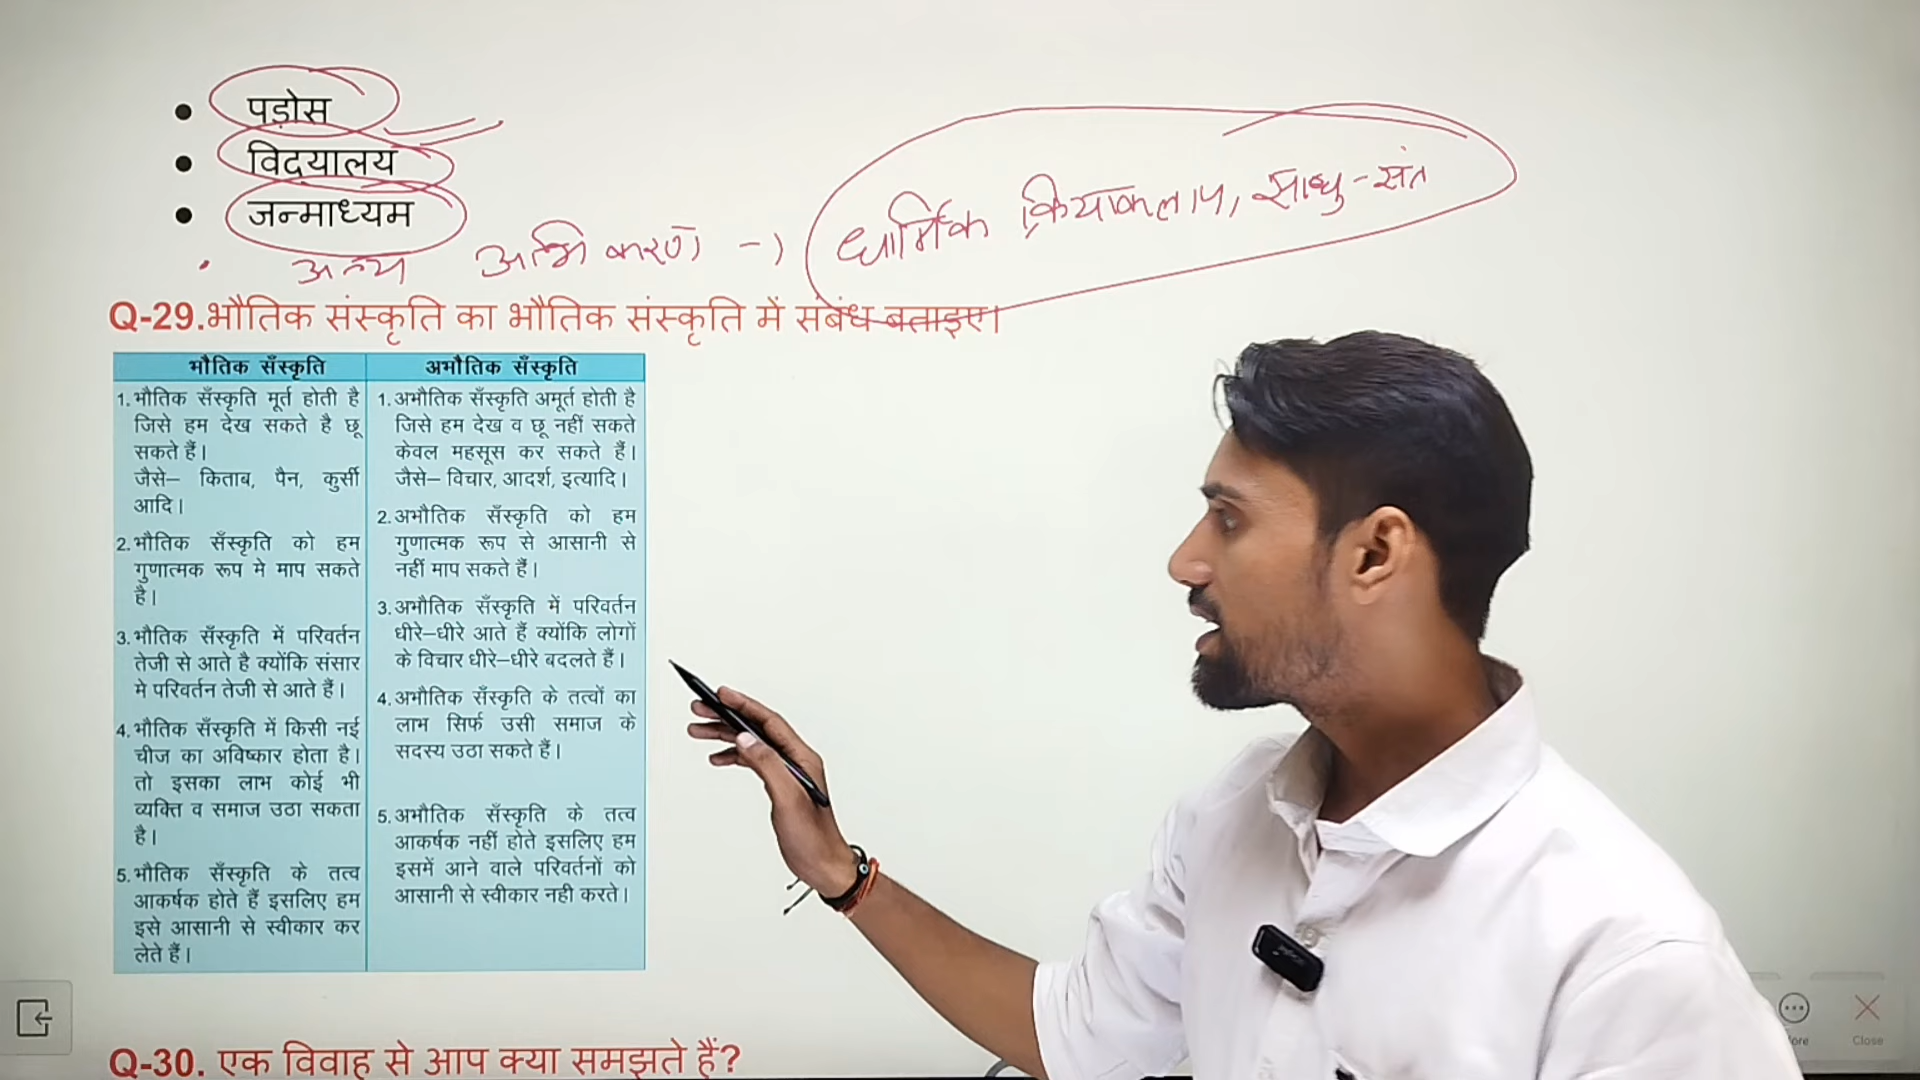 पड़ोस
विदयालय
जन्माध्यम
अन्य अभिकरण → धार्मिक क्रियाकलाप, साधु-संत
Q-29.भौतिक संस्कृति का भौतिक संस्कृति में संबंध बताइए।
भौतिक सँस्कृति
1. भौतिक सँस्कृति मूर्त होती है
जिसे हम देख सकते है छू
सकते हैं।
जैसे– किताब, पैन, कुर्सी
आदि।
2. भौतिक सँस्कृति को हम
गुणात्मक रूप मे माप सकते
है।
3. भौतिक सँस्कृति में परिवर्तन
तेजी से आते है क्योंकि संसार
मे परिवर्तन तेजी से आते हैं।
4. भौतिक सँस्कृति में किसी नई
चीज का अविष्कार होता है।
तो इसका लाभ कोई भी
व्यक्ति व समाज उठा सकता
है।
5. भौतिक सँस्कृति के तत्व
आकर्षक होते हैं इसलिए हम
इसे आसानी से स्वीकार कर
लेते हैं।
अभौतिक सँस्कृति
1. अभौतिक सँस्कृति अमूर्त होती है
जिसे हम देख व छू नहीं सकते
केवल महसूस कर सकते हैं।
जैसे– विचार, आदर्श, इत्यादि।
2. अभौतिक सँस्कृति को हम
गुणात्मक रूप से आसानी से
नहीं माप सकते हैं।
3. अभौतिक सँस्कृति में परिवर्तन
धीरे–धीरे आते हैं क्योंकि लोगों
के विचार धीरे–धीरे बदलते हैं।
4. अभौतिक सँस्कृति के तत्वों का
लाभ सिर्फ उसी समाज के
सदस्य उठा सकते हैं।
5. अभौतिक सँस्कृति के तत्व
आकर्षक नहीं होते इसलिए हम
इसमें आने वाले परिवर्तनों को
आसानी से स्वीकार नही करते।
Q-30. एक विवाह से आप क्या समझते हैं?
Close